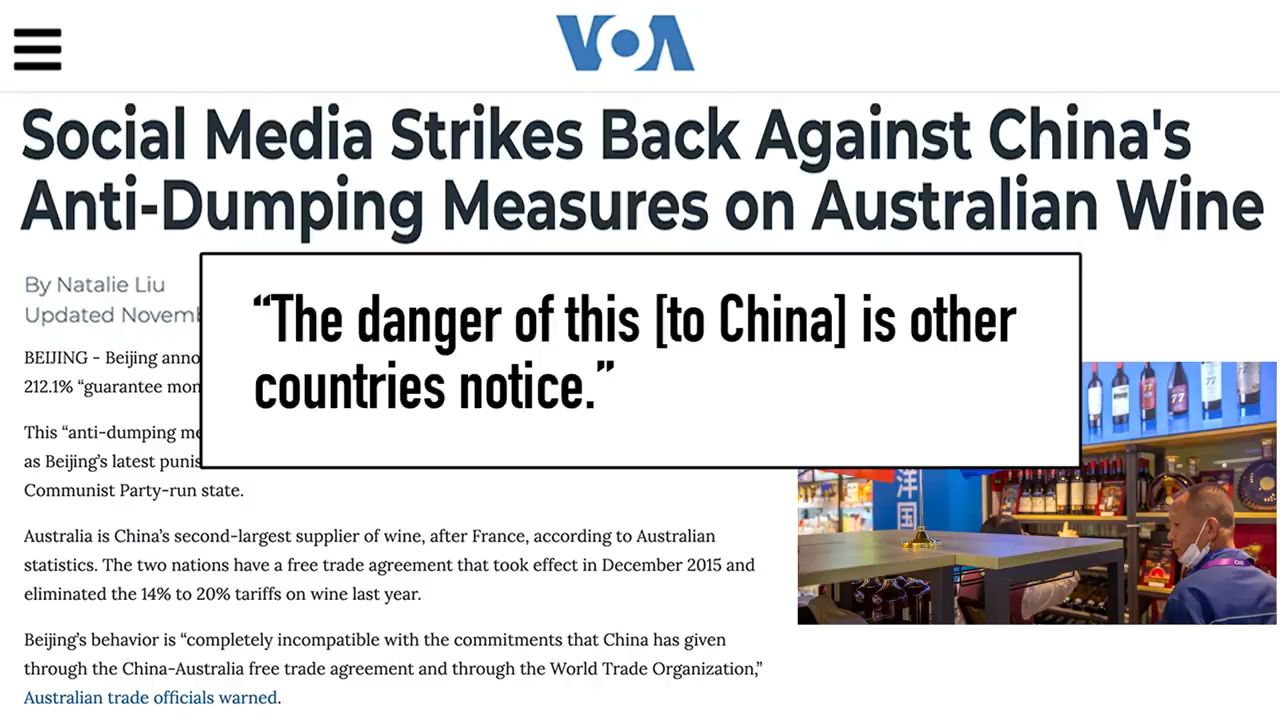 VOA
Social Media Strikes Back Against China's
Anti-Dumping Measures on Australian Wine
By Natalie Liu
Updated
“The danger of this [to China] is other
countries notice.”
BEIJING - Beijing
212.1% “guarantee
This “anti-dumping
as Beijing’s latest
Communist Party-run state.
Australia is China’s second-largest supplier of wine, after France, according to Australian
statistics. The two nations have a free trade agreement that took effect in December 2015 and
eliminated the 14% to 20% tariffs on wine last year.
Beijing’s behavior is “completely incompatible with the commitments that China has given
through the China-Australia free trade agreement and through the World Trade Organization,”
Australian trade officials warned.
77
77
77
洋
国